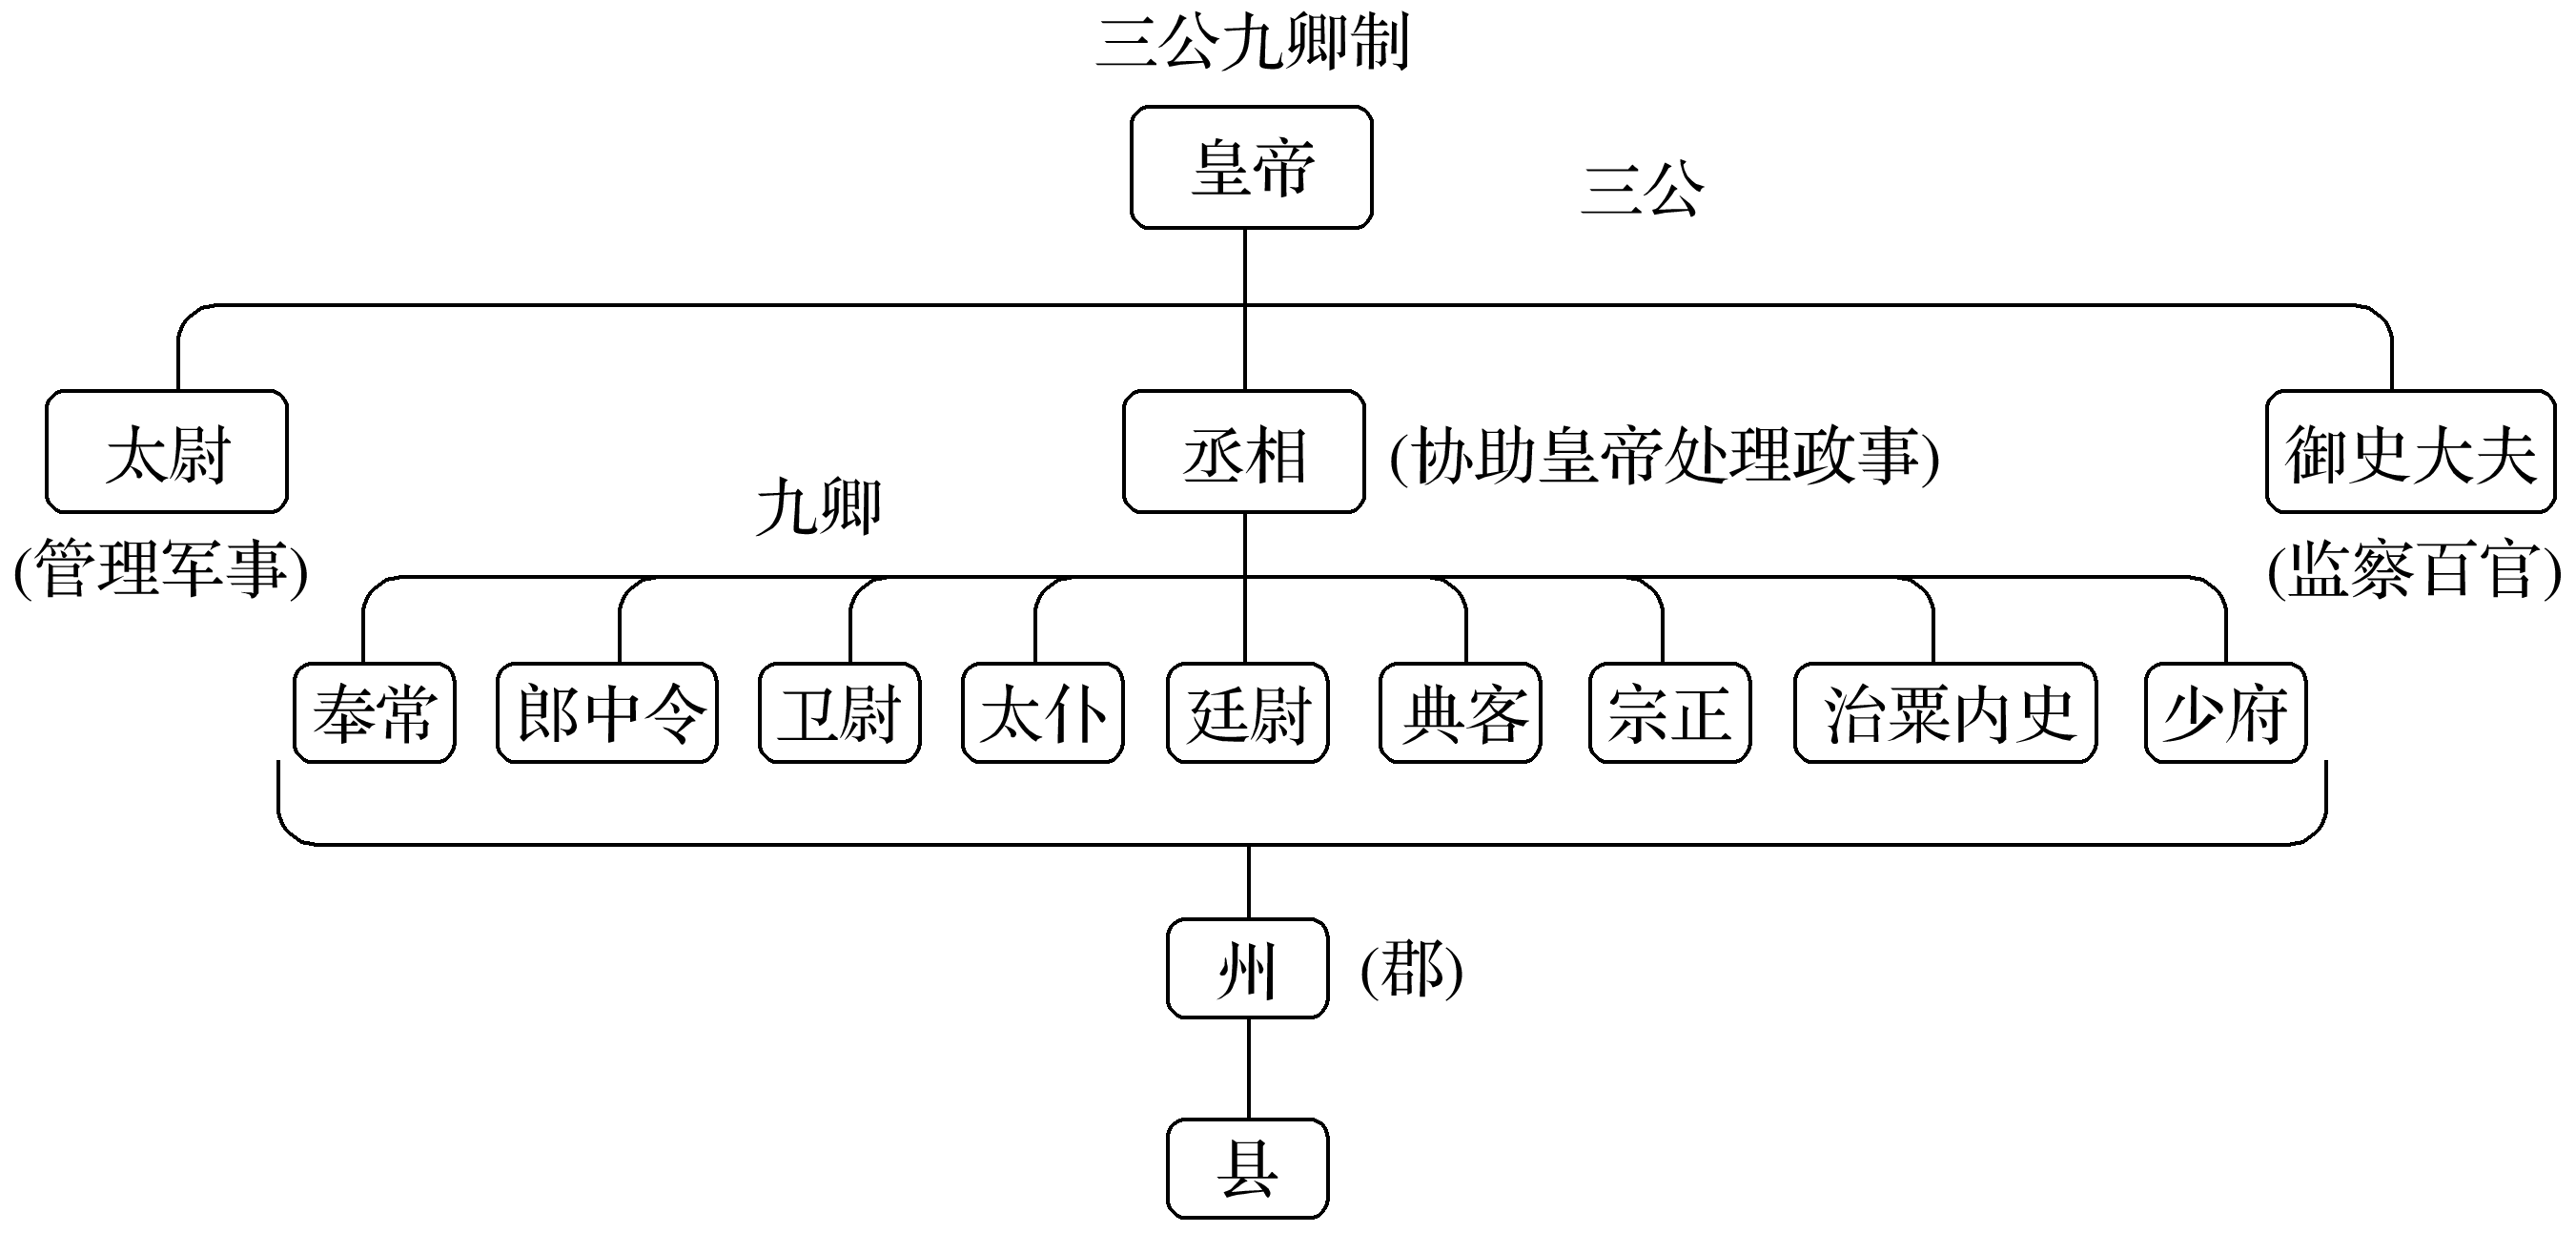 三公九卿制
皇帝
三公
太尉
丞相
(协助皇帝处理政事)
御史大夫
(管理军事)
九卿
(监察百官)
奉常
郎中令
卫尉
太仆
廷尉
典客
宗正
治粟内史
少府
州
(郡)
县